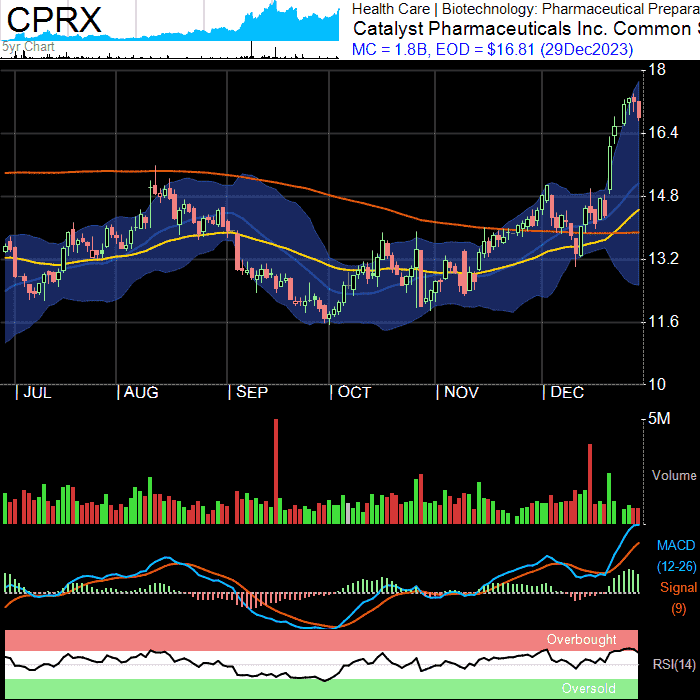 CPRX
5yr Chart
Health Care | Biotechnology: Pharmaceutical Prepara
Catalyst Pharmaceuticals Inc. Common S
MC = 1.8B, EOD = $16.81 (29Dec2023)
18
16.4
14.8
13.2
11.6
10
| JUL | AUG | SEP | OCT | NOV | DEC
5M
Volume
MACD
(12-26)
Signal
(9)
Overbought
RSI(14)
Oversold